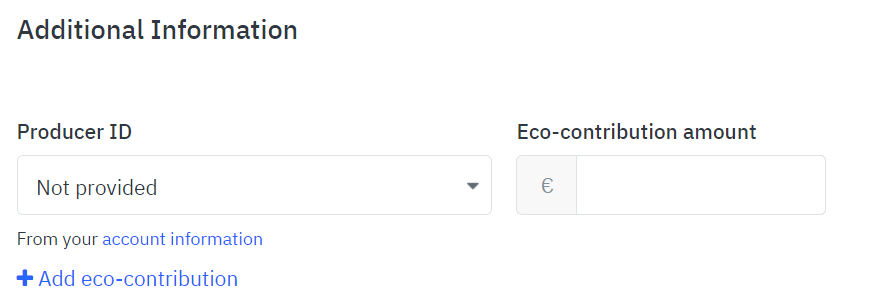 Additional Information
Producer ID
Eco-contribution amount
Not provided
€
From your account information
+ Add eco-contribution